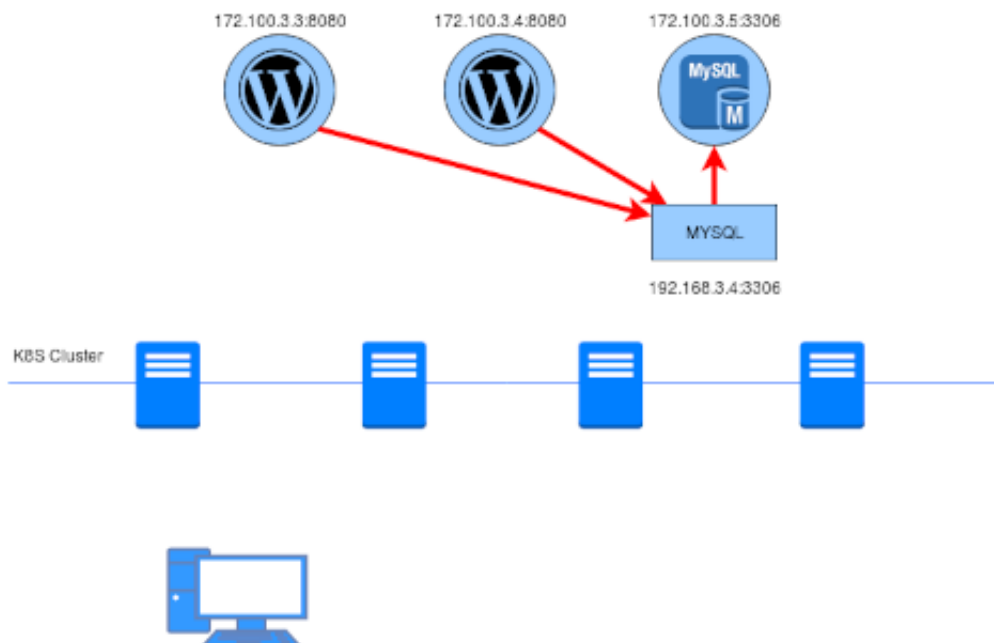 172.100.3.3:8080
172.100.3.4:8080
172.100.3.5:3306
W
W
MySQL
M
MYSQL
192.168.3.4:3306
K8S Cluster